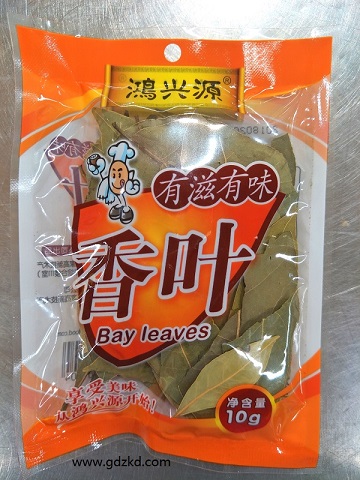 鸿兴源®
2018020
有滋有味
香叶
Bay leaves
享受美味
从鸿兴源开始!
净含量
10g
www.gdzkd.com